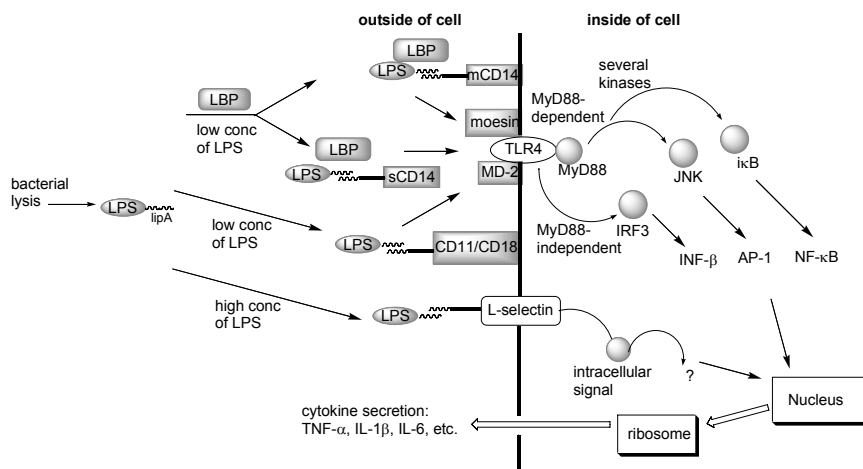 outside of cell
inside of cell
LBP
LPS
mCD14
several
kinases
LBP
MyD88-
dependent
moesin
low conc
of LPS
LBP
TLR4
MyD88
iκB
JNK
LPS
sCD14
MD-2
bacterial
lysis
LPS
lipA
low conc
of LPS
LPS
CD11/CD18
MyD88-
independent
IRF3
INF-β
AP-1
NF-κB
high conc
of LPS
LPS
L-selectin
intracellular
signal
?
Nucleus
cytokine secretion:
TNF-α, IL-1β, IL-6, etc.
ribosome